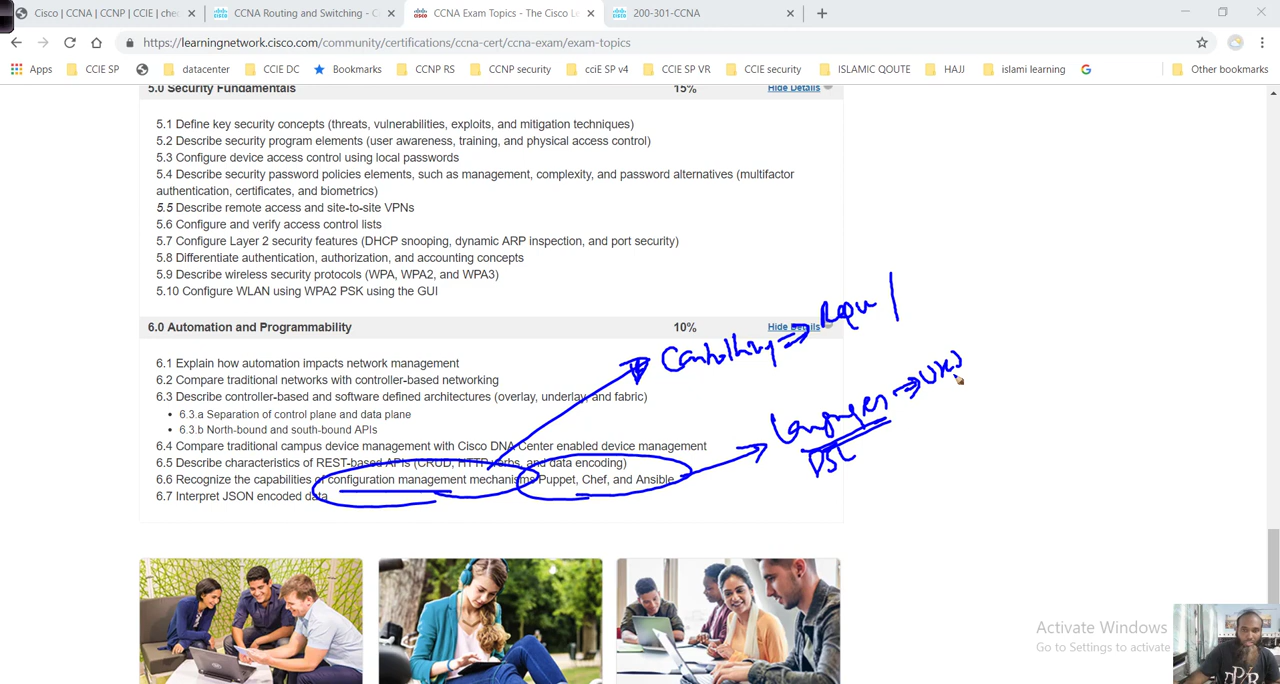 Cisco | CCNA | CCNP | CCIE | che
CCNA Routing and Switching - C
CCNA Exam Topics - The Cisco Le
200-301-CCNA
https://learningnetwork.cisco.com/community/certifications/ccna-cert/ccna-exam/exam-topics
Apps
CCIE SP
datacenter
CCIE DC
Bookmarks
CCNP RS
CCNP security
cciE SP v4
CCIE SP VR
CCIE security
ISLAMIC QOUTE
HAJJ
islami learning
Other bookmarks
5.0 Security Fundamentals 15% Hide Details
5.1 Define key security concepts (threats, vulnerabilities, exploits, and mitigation techniques)
5.2 Describe security program elements (user awareness, training, and physical access control)
5.3 Configure device access control using local passwords
5.4 Describe security password policies elements, such as management, complexity, and password alternatives (multifactor
authentication, certificates, and biometrics)
5.5 Describe remote access and site-to-site VPNs
5.6 Configure and verify access control lists
5.7 Configure Layer 2 security features (DHCP snooping, dynamic ARP inspection, and port security)
5.8 Differentiate authentication, authorization, and accounting concepts
5.9 Describe wireless security protocols (WPA, WPA2, and WPA3)
5.10 Configure WLAN using WPA2 PSK using the GUI
6.0 Automation and Programmability 10% Hide Details
6.1 Explain how automation impacts network management
6.2 Compare traditional networks with controller-based networking
6.3 Describe controller-based and software defined architectures (overlay, underlay, and fabric)
• 6.3.a Separation of control plane and data plane
• 6.3.b North-bound and south-bound APIs
6.4 Compare traditional campus device management with Cisco DNA Center enabled device management
6.5 Describe characteristics of REST-based APIs (CRUD, HTTP verbs, and data encoding)
6.6 Recognize the capabilities of configuration management mechanisms Puppet, Chef, and Ansible
6.7 Interpret JSON encoded data
Languages
DSL
Activate Windows
Go to Settings to activate